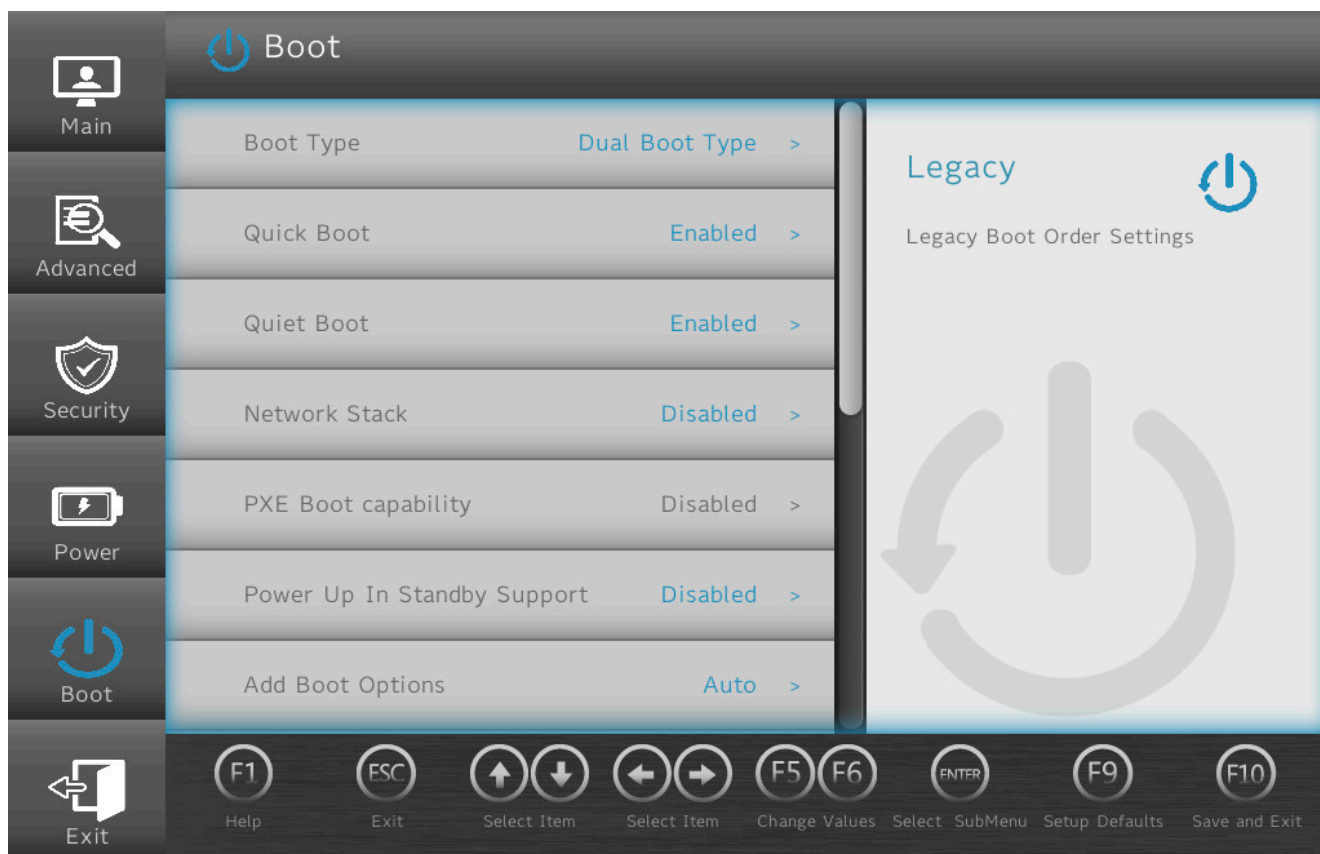 Boot
Main
Advanced
Security
Power
Boot
Exit
Boot Type Dual Boot Type >
Quick Boot Enabled >
Quiet Boot Enabled >
Network Stack Disabled >
PXE Boot capability Disabled >
Power Up In Standby Support Disabled >
Add Boot Options Auto >
Legacy
Legacy Boot Order Settings
F1 ESC F5 F6 ENTER F9 F10
Help Exit Select Item Select Item Change Values Select SubMenu Setup Defaults Save and Exit